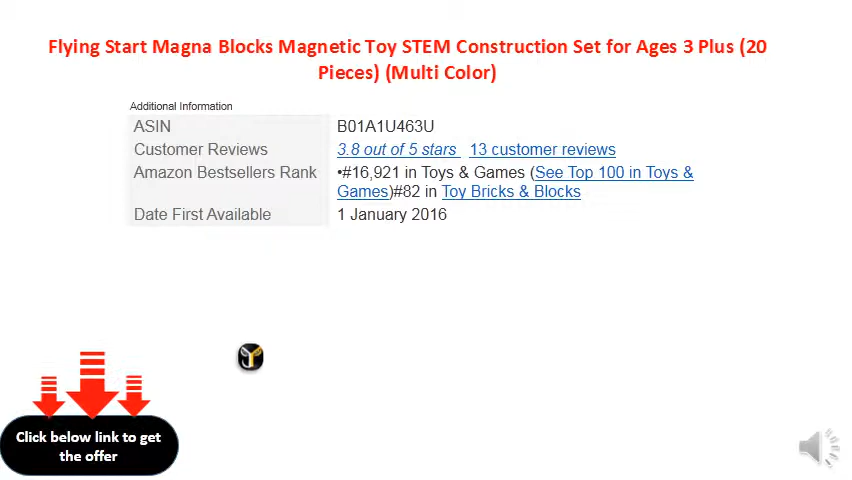 Flying Start Magna Blocks Magnetic Toy STEM Construction Set for Ages 3 Plus (20
Pieces) (Multi Color)
Additional Information
ASIN B01A1U463U
Customer Reviews 3.8 out of 5 stars 13 customer reviews
Amazon Bestsellers Rank •#16,921 in Toys & Games (See Top 100 in Toys &
Games)#82 in Toy Bricks & Blocks
Date First Available 1 January 2016
Click below link to get
the offer